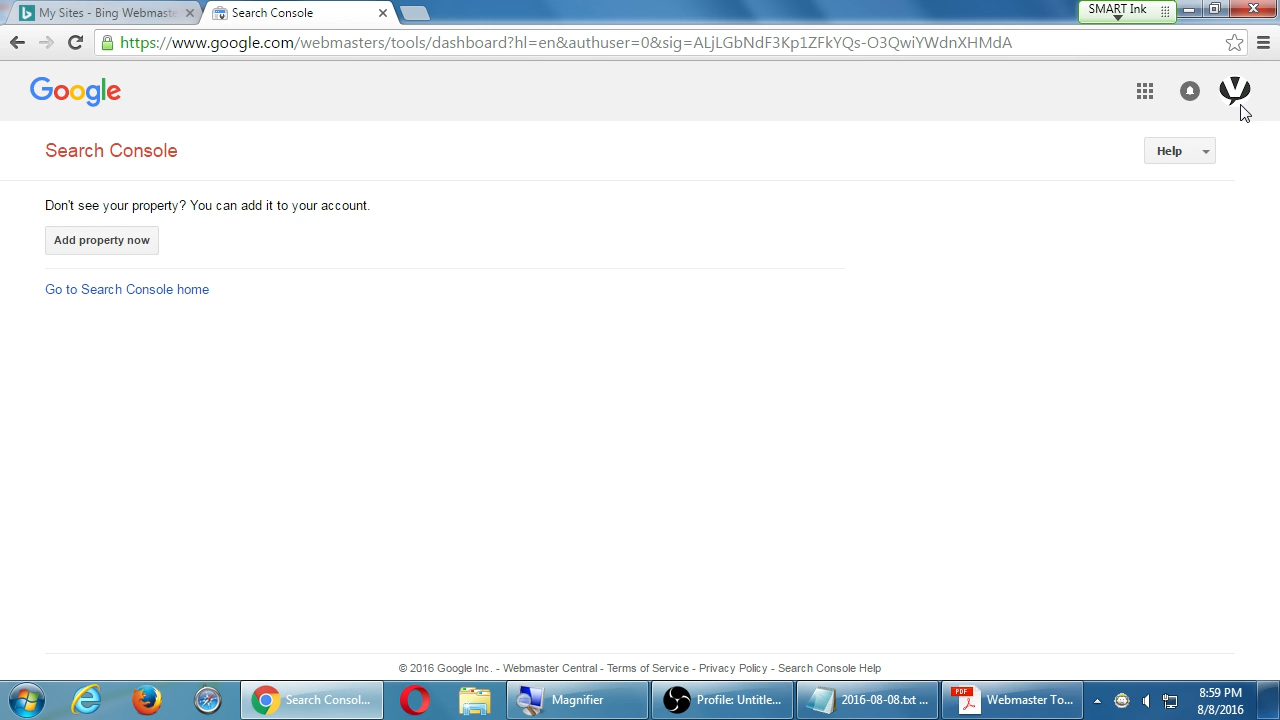 My Sites - Bing Webmaste
Search Console
SMART Ink
https://www.google.com/webmasters/tools/dashboard?hl=en&authuser=0&sig=ALjLGbNdF3Kp1ZFkYQs-O3QwiYWdnXHMdA
Google
Search Console
Help
Don't see your property? You can add it to your account.
Add property now
Go to Search Console home
© 2016 Google Inc. - Webmaster Central - Terms of Service - Privacy Policy - Search Console Help
Search Consol...
Magnifier
Profile: Untitle...
2016-08-08.txt ...
PDF
Webmaster To...
8:59 PM
8/8/2016